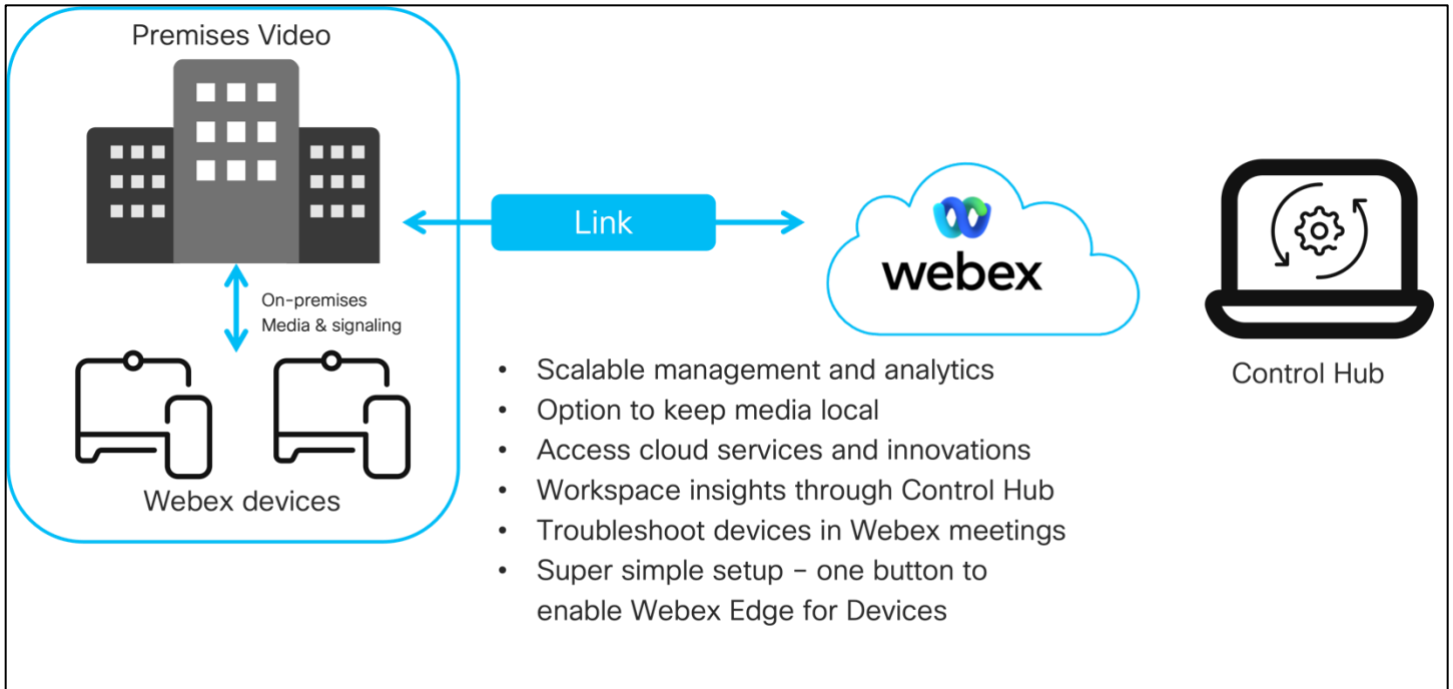 Premises Video
Link
webex
On-premises
Media & signaling
Webex devices
Control Hub
• Scalable management and analytics
• Option to keep media local
• Access cloud services and innovations
• Workspace insights through Control Hub
• Troubleshoot devices in Webex meetings
• Super simple setup – one button to
enable Webex Edge for Devices